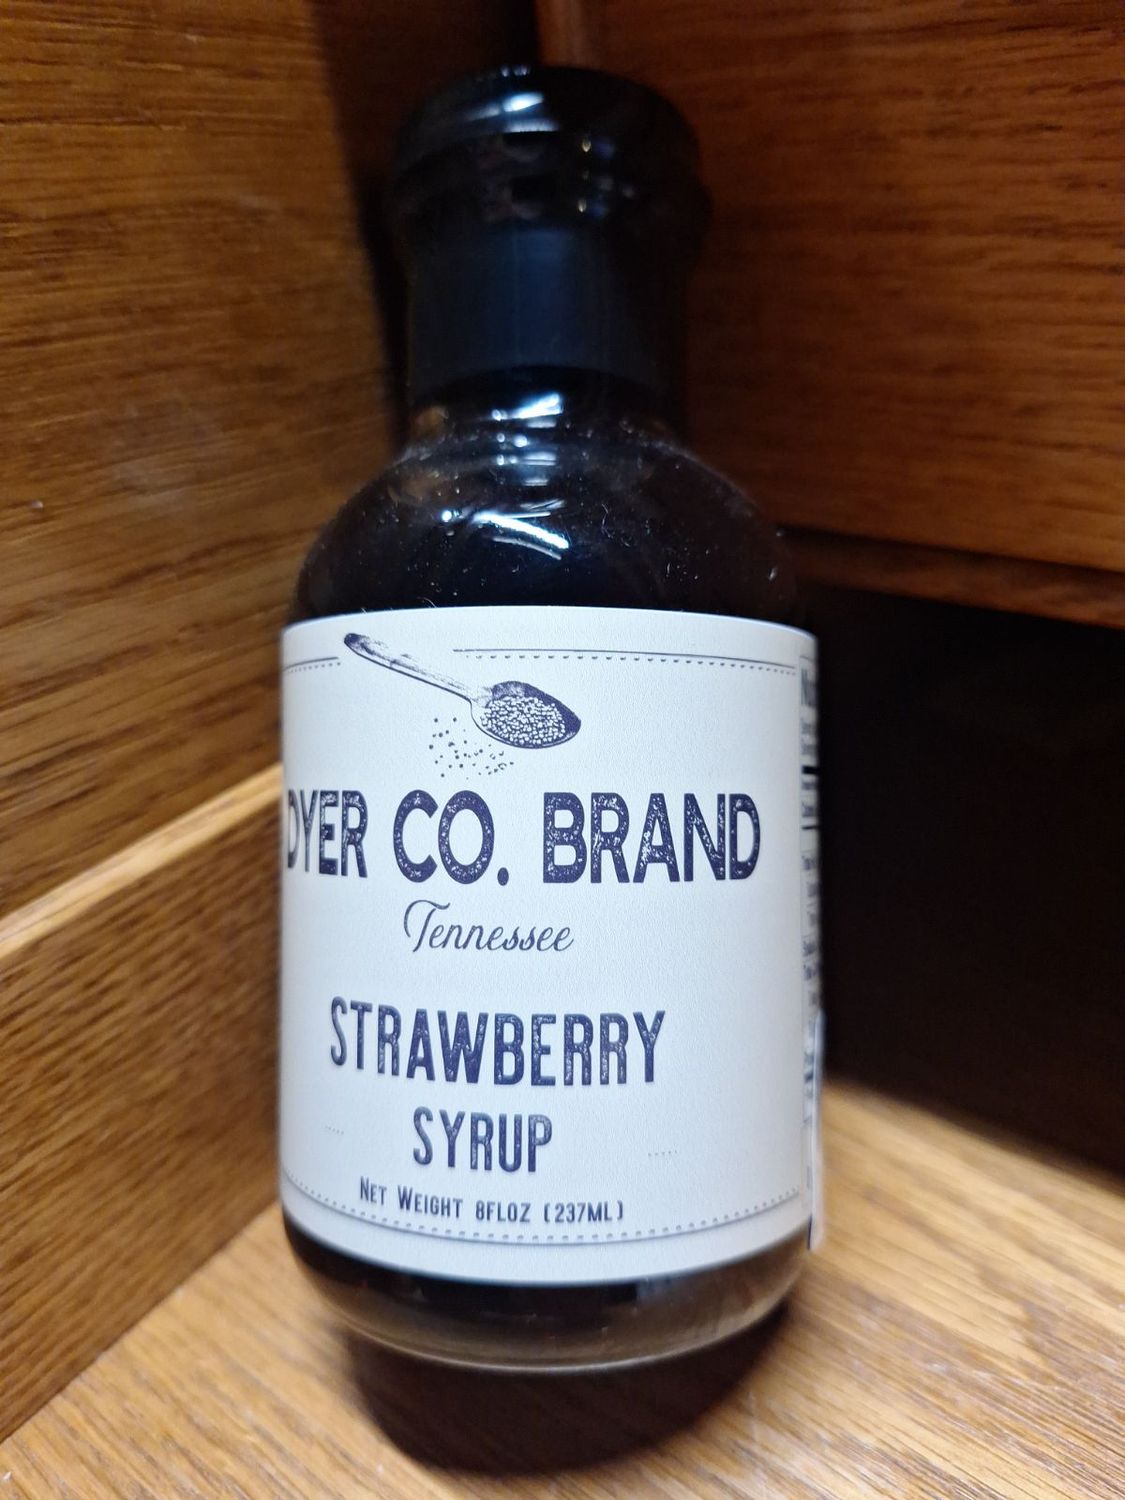 DYER CO. BRAND
Tennessee
STRAWBERRY
SYRUP
NET WEIGHT 8FLOZ (237ML)